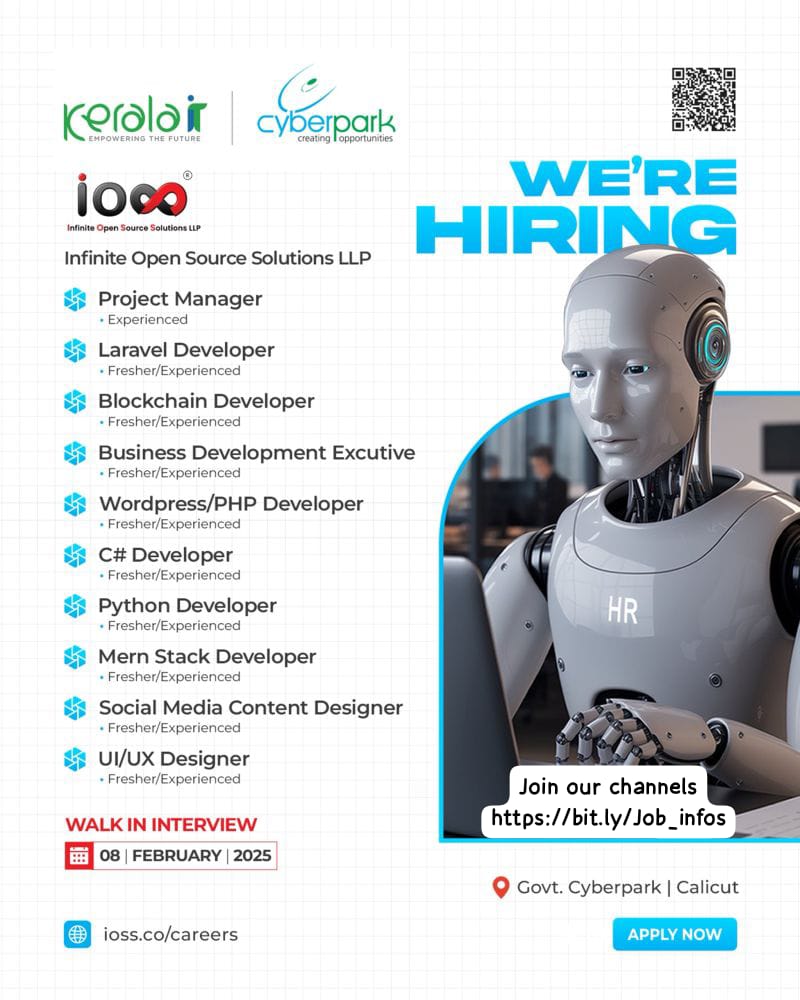 keralait
EMPOWERING THE FUTURE
cyberpark
creating opportunities
ioss
®
Infinite Open Source Solutions LLP
WE'RE
HIRING
Infinite Open Source Solutions LLP
Project Manager
• Experienced
Laravel Developer
• Fresher/Experienced
Blockchain Developer
• Fresher/Experienced
Business Development Excutive
• Fresher/Experienced
Wordpress/PHP Developer
• Fresher/Experienced
C# Developer
• Fresher/Experienced
Python Developer
• Fresher/Experienced
Mern Stack Developer
• Fresher/Experienced
Social Media Content Designer
• Fresher/Experienced
UI/UX Designer
• Fresher/Experienced
HR
Join our channels
https://bit.ly/Job_infos
WALK IN INTERVIEW
08 | FEBRUARY | 2025
Govt. Cyberpark | Calicut
ioss.co/careers
APPLY NOW